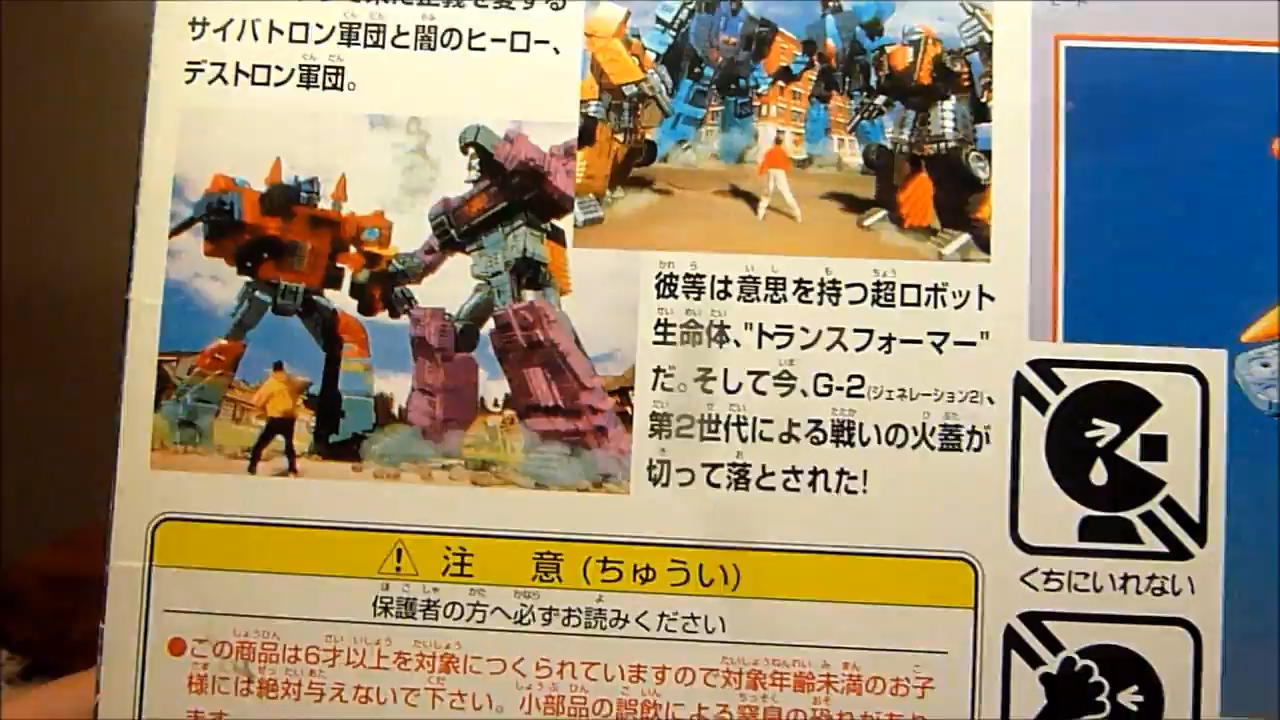 を愛する
サイバトロン軍団と闇のヒーロー、
デストロン軍団。
彼等は意思を持つ超ロボット
生命体、"トランスフォーマー"
だ。そして今、G-2(ジェネレーション2)、
第2世代による戦いの火蓋が
切って落とされた!
くちにいれない
⚠ 注 意 (ちゅうい)
保護者の方へ必ずお読みください
●この商品は6才以上を対象につくられていますので対象年齢未満のお子
様には絶対与えないで下さい。小部品の誤飲による窒息の恐れがあり
ます。